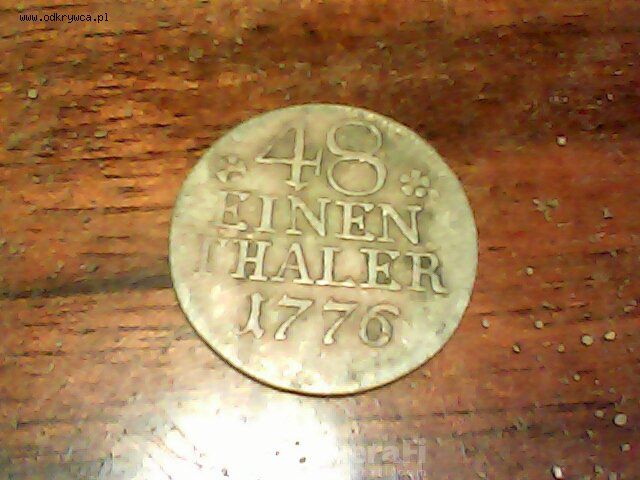 www.odkrywca.pl
48
EINEN
THALER
1776